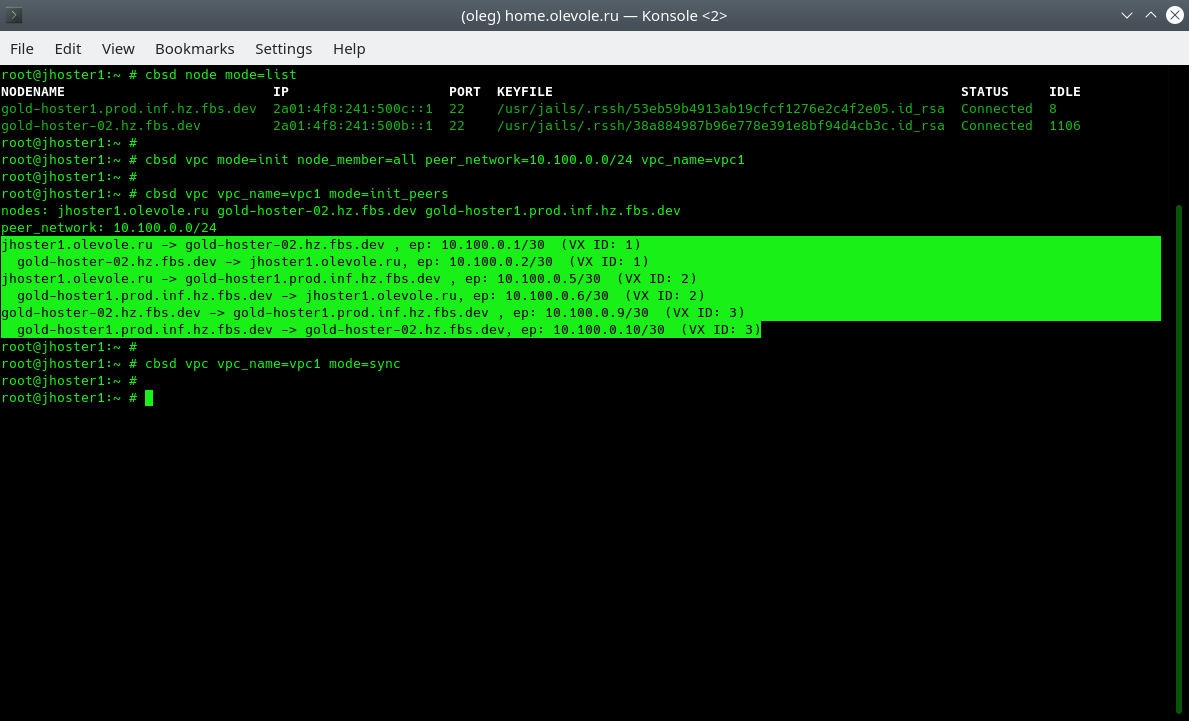 (oleg) home.olevole.ru — Konsole <2>
File Edit View Bookmarks Settings Help
root@jhoster1:~ # cbsd node mode=list
NODENAME IP PORT KEYFILE STATUS IDLE
gold-hoster1.prod.inf.hz.fbs.dev 2a01:4f8:241:500c::1 22 /usr/jails/.rssh/53eb59b4913ab19cfcf1276e2c4f2e05.id_rsa Connected 8
gold-hoster-02.hz.fbs.dev 2a01:4f8:241:500b::1 22 /usr/jails/.rssh/38a884987b96e778e391e8bf94d4cb3c.id_rsa Connected 1106
root@jhoster1:~ #
root@jhoster1:~ # cbsd vpc mode=init node_member=all peer_network=10.100.0.0/24 vpc_name=vpc1
root@jhoster1:~ #
root@jhoster1:~ # cbsd vpc vpc_name=vpc1 mode=init_peers
nodes: jhoster1.olevole.ru gold-hoster-02.hz.fbs.dev gold-hoster1.prod.inf.hz.fbs.dev
peer_network: 10.100.0.0/24
jhoster1.olevole.ru -> gold-hoster-02.hz.fbs.dev , ep: 10.100.0.1/30 (VX ID: 1)
gold-hoster-02.hz.fbs.dev -> jhoster1.olevole.ru, ep: 10.100.0.2/30 (VX ID: 1)
jhoster1.olevole.ru -> gold-hoster1.prod.inf.hz.fbs.dev , ep: 10.100.0.5/30 (VX ID: 2)
gold-hoster1.prod.inf.hz.fbs.dev -> jhoster1.olevole.ru, ep: 10.100.0.6/30 (VX ID: 2)
gold-hoster-02.hz.fbs.dev -> gold-hoster1.prod.inf.hz.fbs.dev , ep: 10.100.0.9/30 (VX ID: 3)
gold-hoster1.prod.inf.hz.fbs.dev -> gold-hoster-02.hz.fbs.dev, ep: 10.100.0.10/30 (VX ID: 3)
root@jhoster1:~ #
root@jhoster1:~ # cbsd vpc vpc_name=vpc1 mode=sync
root@jhoster1:~ #
root@jhoster1:~ #